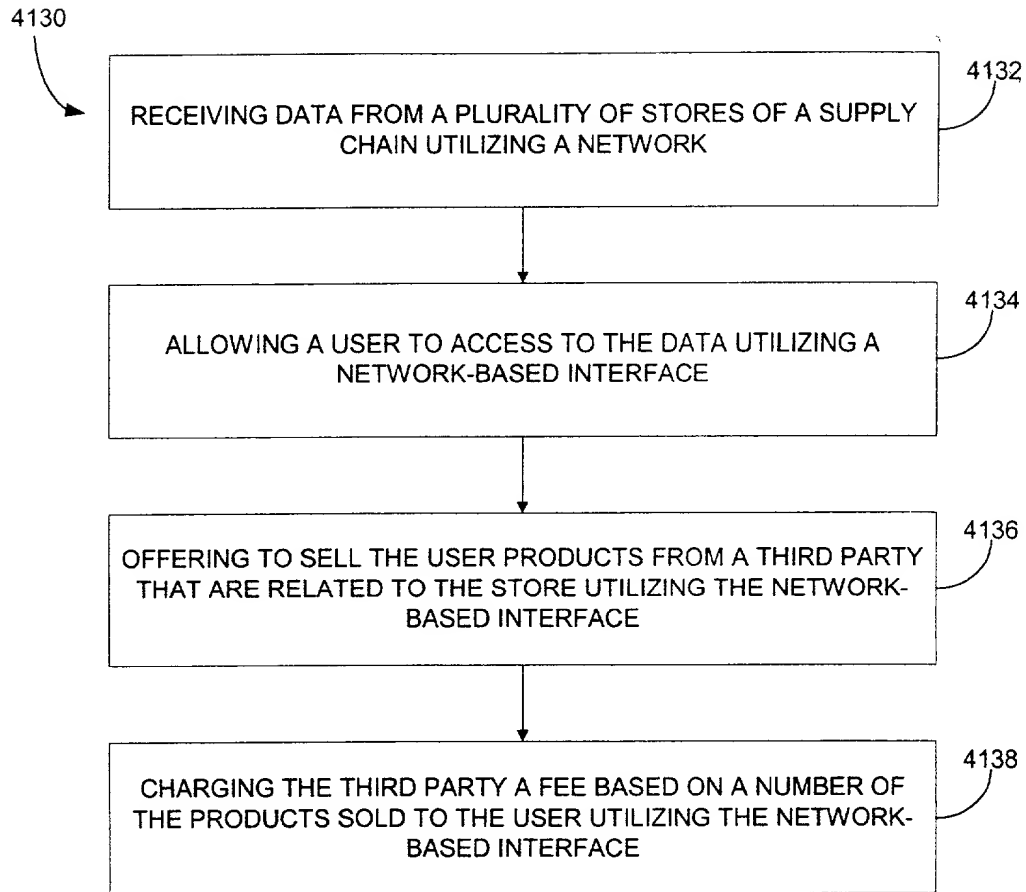 4130
4132
RECEIVING DATA FROM A PLURALITY OF STORES OF A SUPPLY
CHAIN UTILIZING A NETWORK
4134
ALLOWING A USER TO ACCESS TO THE DATA UTILIZING A
NETWORK-BASED INTERFACE
4136
OFFERING TO SELL THE USER PRODUCTS FROM A THIRD PARTY
THAT ARE RELATED TO THE STORE UTILIZING THE NETWORK-
BASED INTERFACE
4138
CHARGING THE THIRD PARTY A FEE BASED ON A NUMBER OF
THE PRODUCTS SOLD TO THE USER UTILIZING THE NETWORK-
BASED INTERFACE